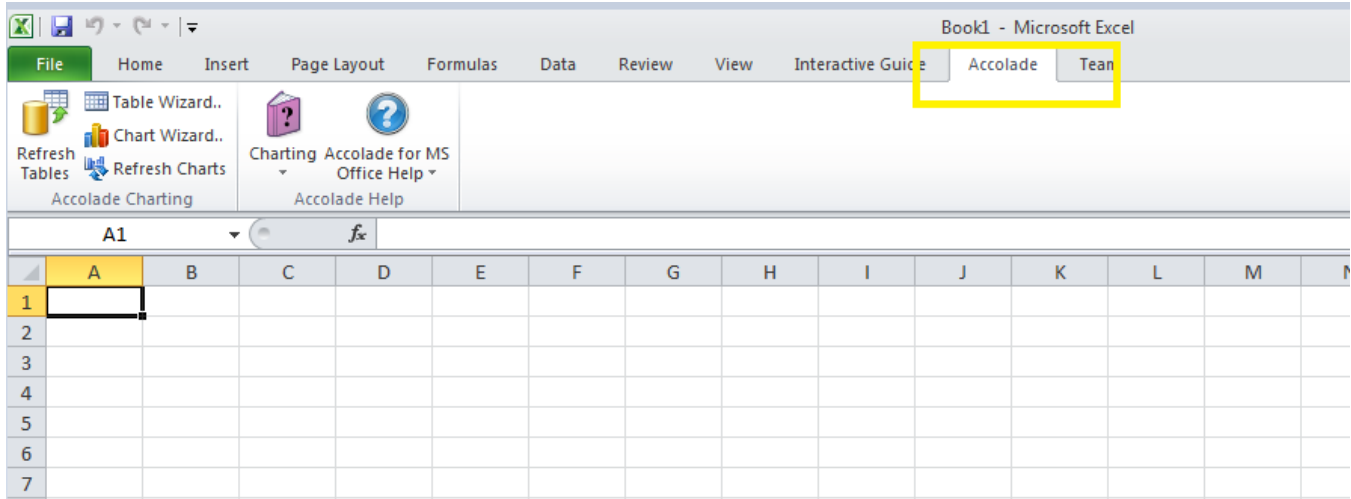 Book1 - Microsoft Excel
File Home Insert Page Layout Formulas Data Review View Interactive Guide Accolade Team
Refresh Tables
Table Wizard..
Chart Wizard..
Refresh Charts
Accolade Charting
Charting
Accolade for MS
Office Help
Accolade Help
A1
fx
A B C D E F G H I J K L M N
1
2
3
4
5
6
7